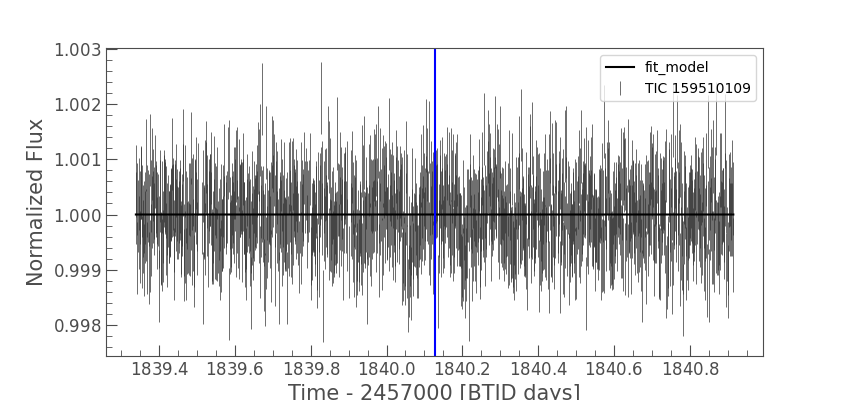 1.003
1.002
1.001
1.000
0.999
0.998
Normalized Flux
fit_model
TIC 159510109
1839.4 1839.6 1839.8 1840.0 1840.2 1840.4 1840.6 1840.8
Time - 2457000 [BTJD days]